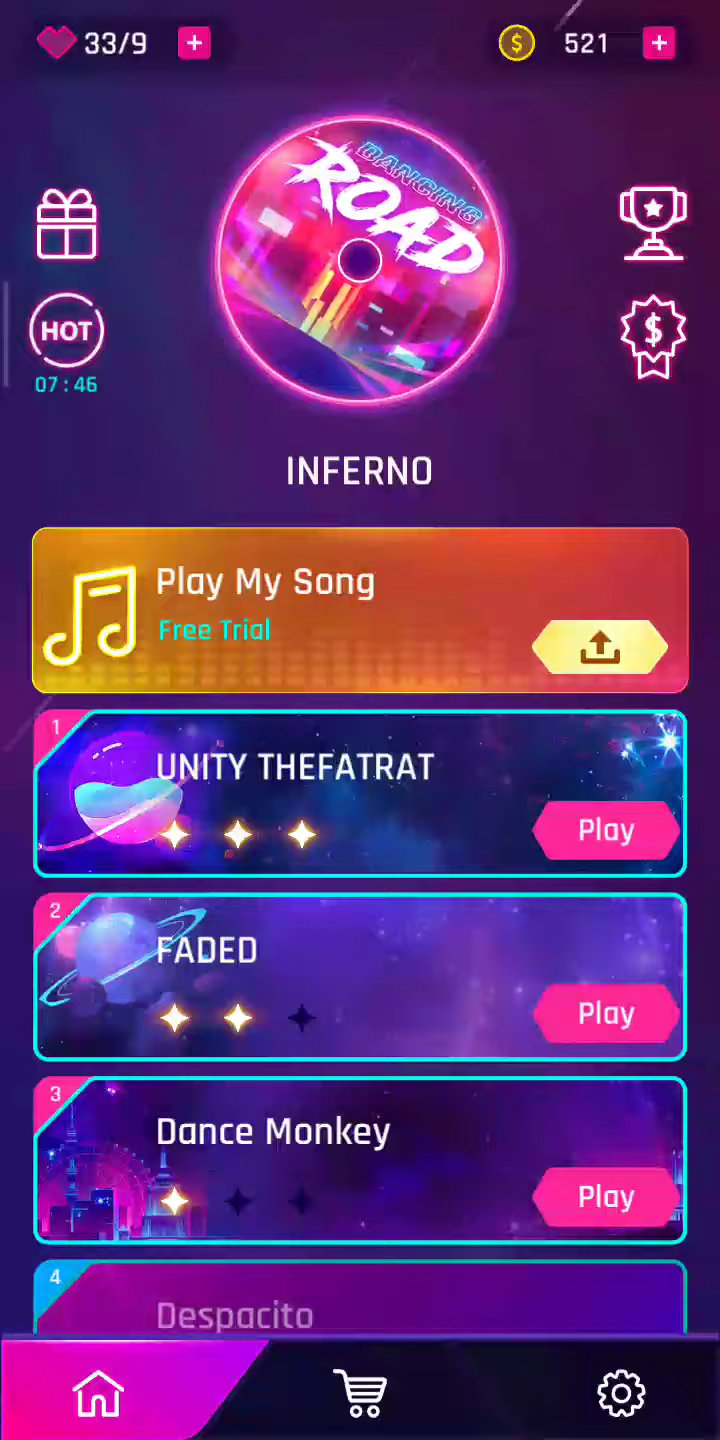 33/9
+
$
521
+
DANCING
ROAD
HOT
07 : 46
$
INFERNO
Play My Song
Free Trial
1
UNITY THEFATRAT
Play
2
FADED
Play
3
Dance Monkey
Play
4
Despacito